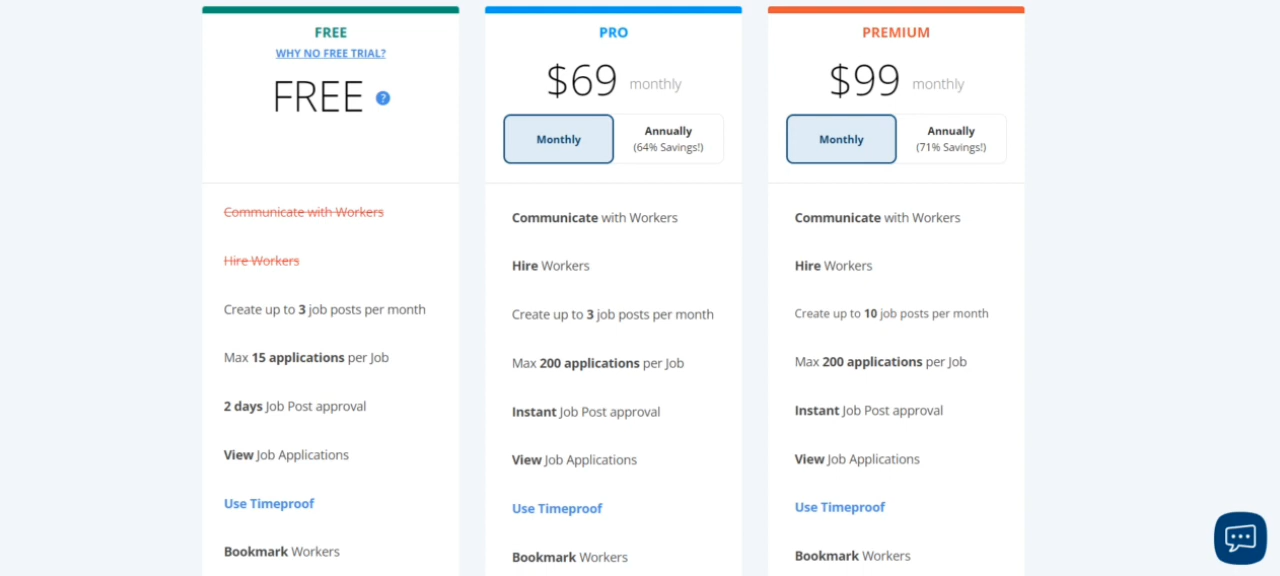 FREE
WHY NO FREE TRIAL?
FREE ?
Communicate with Workers
Hire Workers
Create up to 3 job posts per month
Max 15 applications per Job
2 days Job Post approval
View Job Applications
Use Timeproof
Bookmark Workers
PRO
$69 monthly
Monthly
Annually
(64% Savings!)
Communicate with Workers
Hire Workers
Create up to 3 job posts per month
Max 200 applications per Job
Instant Job Post approval
View Job Applications
Use Timeproof
Bookmark Workers
PREMIUM
$99 monthly
Monthly
Annually
(71% Savings!)
Communicate with Workers
Hire Workers
Create up to 10 job posts per month
Max 200 applications per Job
Instant Job Post approval
View Job Applications
Use Timeproof
Bookmark Workers